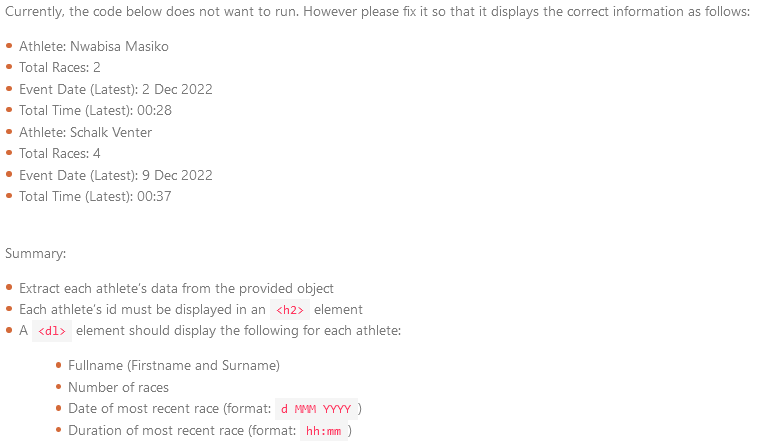 Currently, the code below does not want to run. However please fix it so that it displays the correct information as follows:
Athlete: Nwabisa Masiko
Total Races: 2
Event Date (Latest): 2 Dec 2022
Total Time (Latest): 00:28
Athlete: Schalk Venter
Total Races: 4
Event Date (Latest): 9 Dec 2022
Total Time (Latest): 00:37
Summary:
Extract each athlete's data from the provided object
Each athlete's id must be displayed in an <h2> element
A <dl> element should display the following for each athlete:
Fullname (Firstname and Surname)
Number of races
Date of most recent race (format: d MMM YYYY )
Duration of most recent race (format: hh:mm )